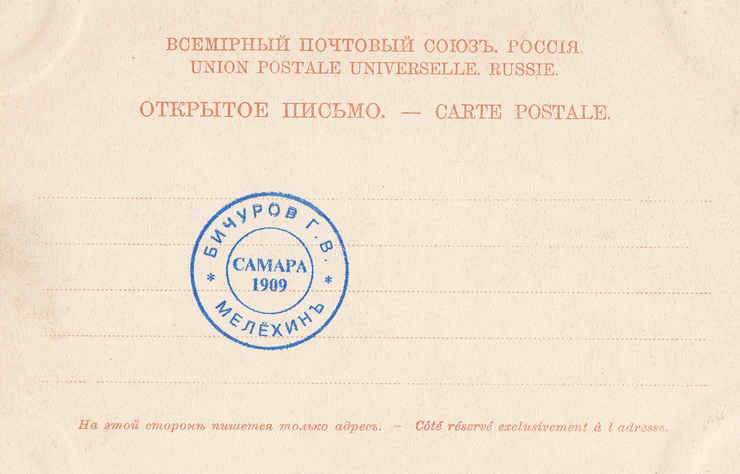 ВСЕМІРНЫЙ ПОЧТОВЫЙ СОЮЗЪ. РОССІЯ
UNION POSTALE UNIVERSELLE. RUSSIE.
ОТКРЫТОЕ ПИСЬМО. — CARTE POSTALE.
* БИЧУРОВ Г. В. *
САМАРА
1909
МЕЛЁХИНЪ
На этой сторонѣ пишется только адресъ. — Côté réservé exclusivement à l adresse.